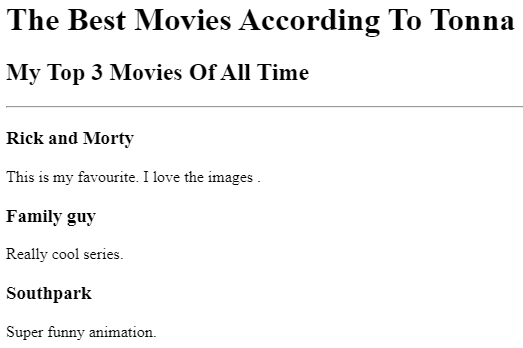 The Best Movies According To Tonna
My Top 3 Movies Of All Time
Rick and Morty
This is my favourite. I love the images .
Family guy
Really cool series.
Southpark
Super funny animation.